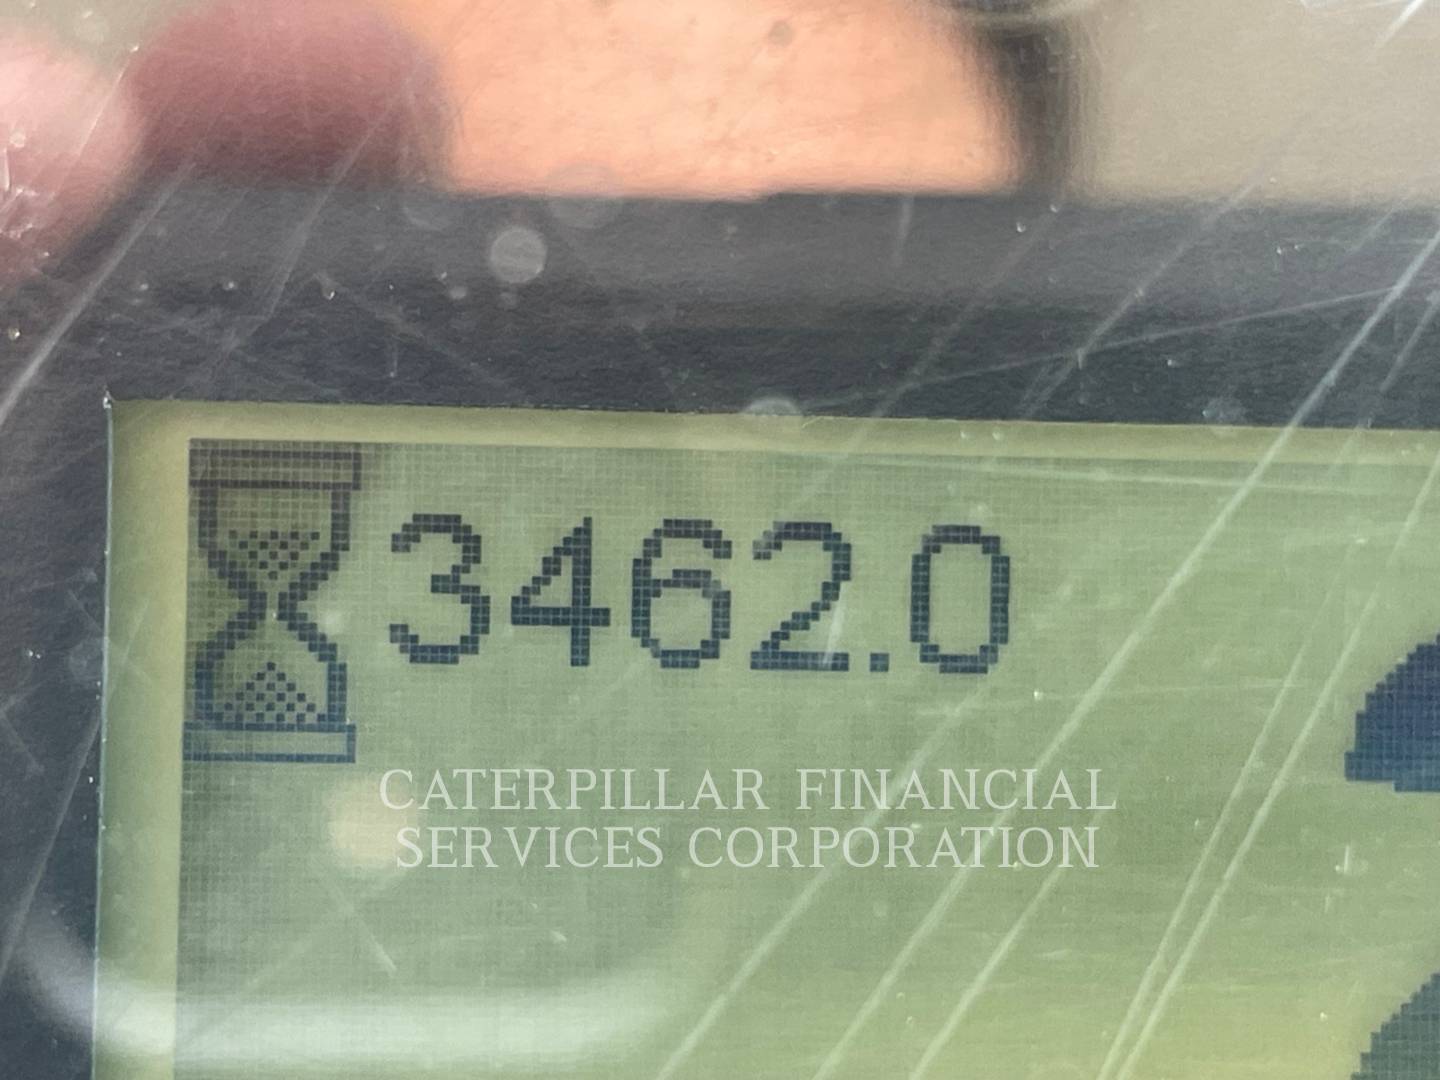 3462.0
CATERPILLAR FINANCIAL
SERVICES CORPORATION